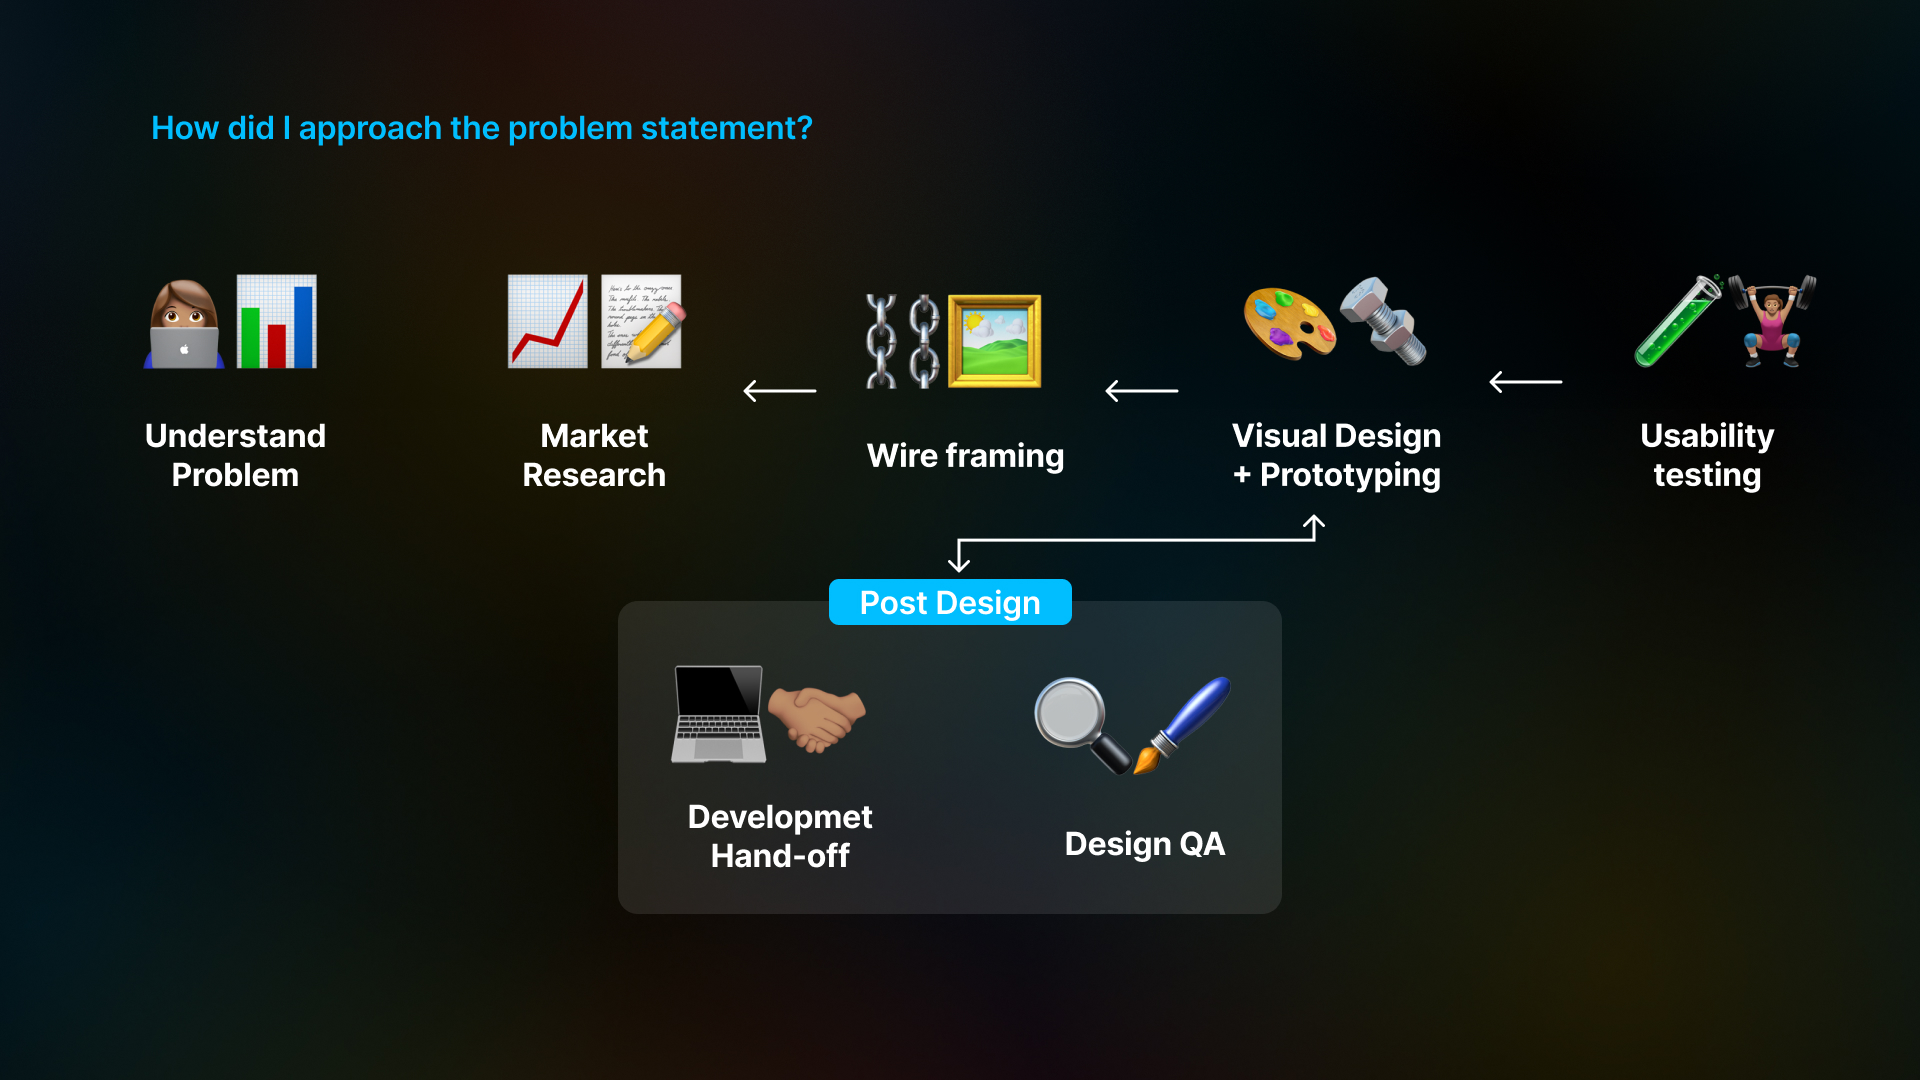 How did I approach the problem statement?
Understand
Problem
Market
Research
Wire framing
Visual Design
+ Prototyping
Usability
testing
Post Design
Developmet
Hand-off
Design QA